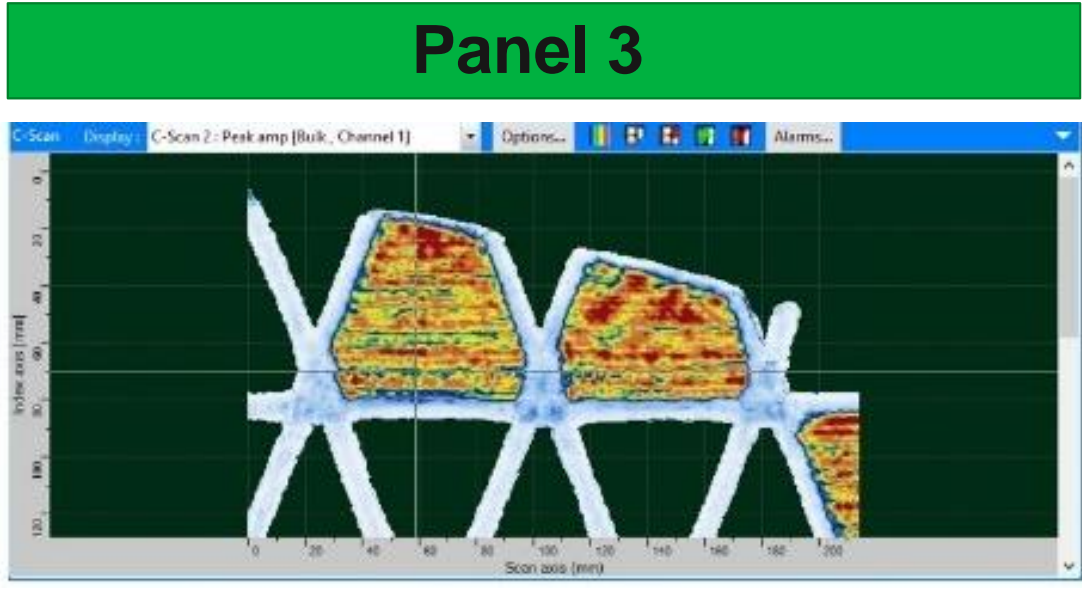 Panel 3
C-Scan Display : C-Scan 2 : Peak amp [Bulk , Channel 1] Options... Alarms...
0
20
40
60
80
100
120
Index axis [mm]
0 20 40 60 80 100 120 140 160 180 200
Scan axis (mm)